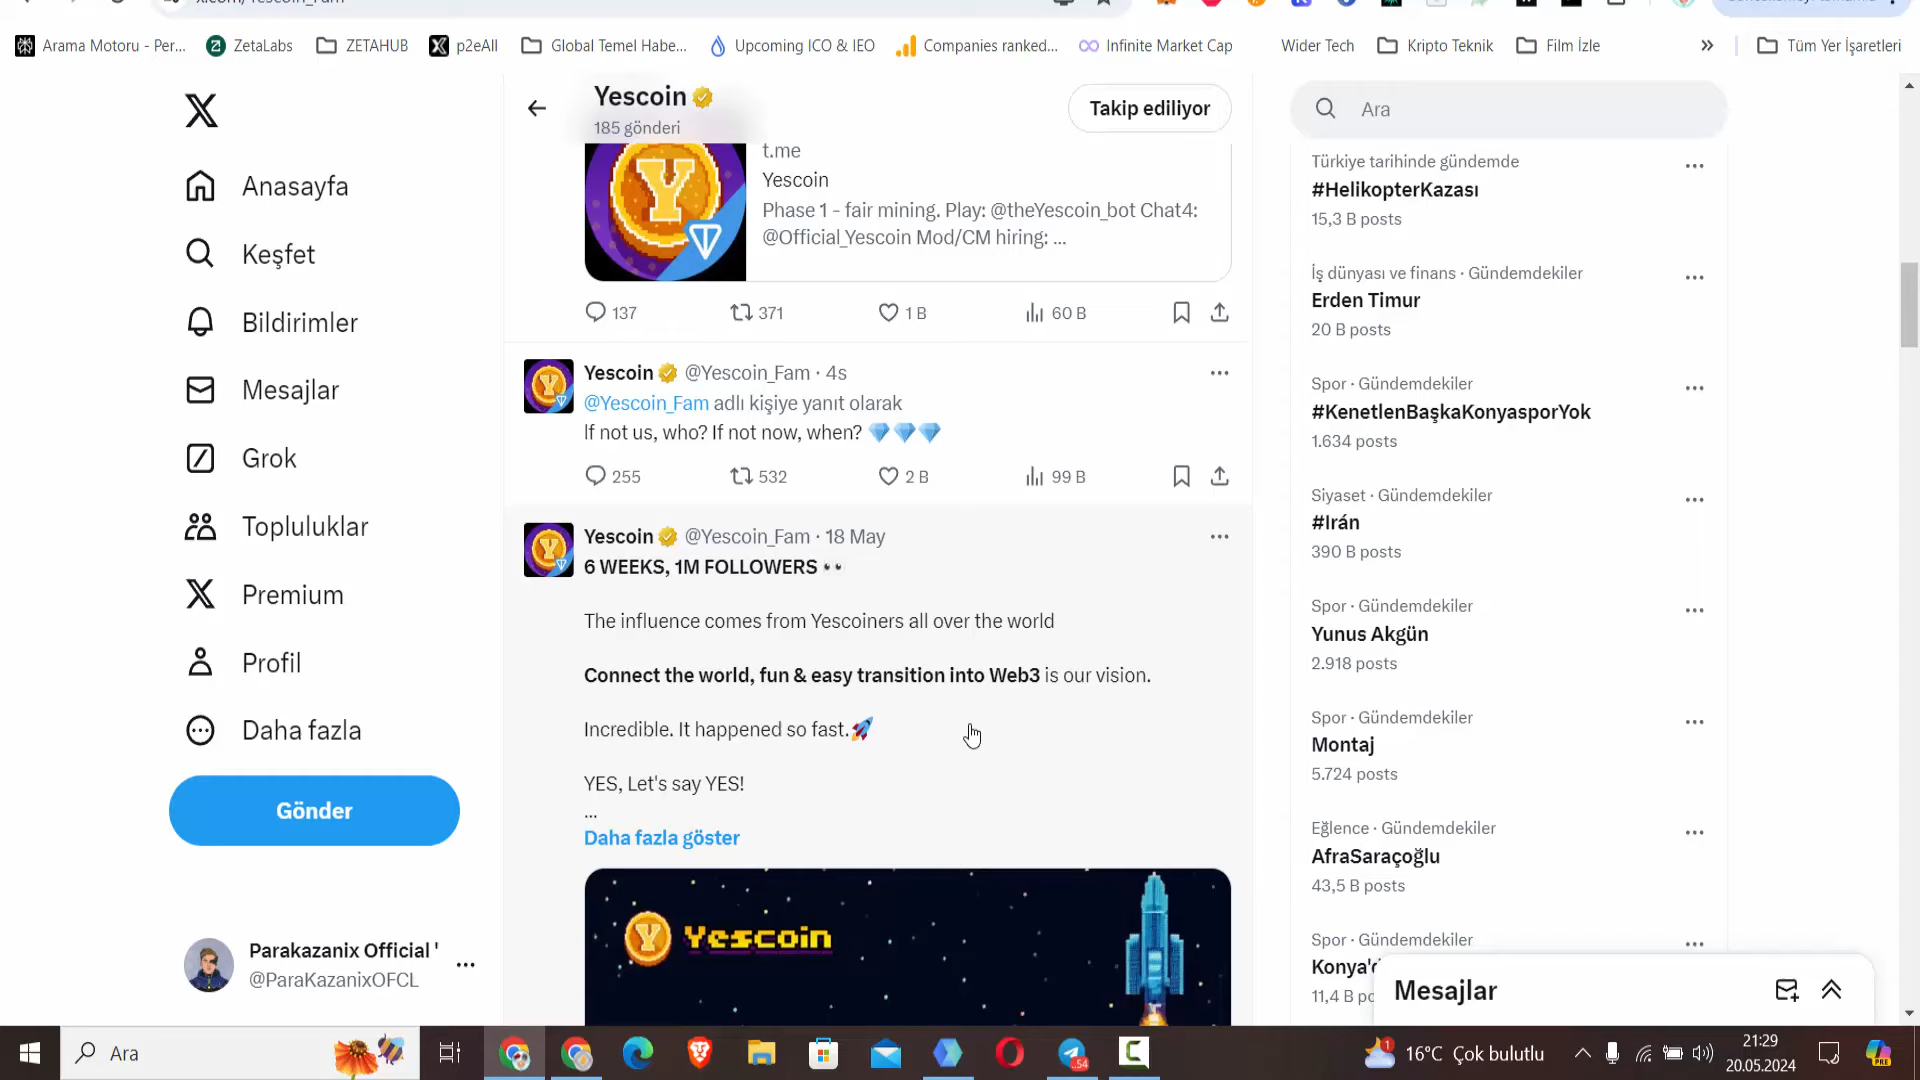 Arama Motoru - Per...
ZetaLabs
ZETAHUB
p2eAll
Global Temel Habe...
Upcoming ICO & IEO
Companies ranked...
Infinite Market Cap
Wider Tech
Kripto Teknik
Film İzle
»
Tüm Yer İşaretleri
Anasayfa
Keşfet
Bildirimler
Mesajlar
Grok
Topluluklar
Premium
Profil
Daha fazla
Gönder
Parakazanix Official '
@ParaKazanixOFCL
Yescoin
185 gönderi
Takip ediliyor
t.me
Yescoin
Phase 1 - fair mining. Play: @theYescoin_bot Chat4:
@Official_Yescoin Mod/CM hiring: ...
137 371 1 B 60 B
Yescoin @Yescoin_Fam · 4s
@Yescoin_Fam adlı kişiye yanıt olarak
If not us, who? If not now, when? 💎💎💎
255 532 2 B 99 B
Yescoin @Yescoin_Fam · 18 May
6 WEEKS, 1M FOLLOWERS 👀
The influence comes from Yescoiners all over the world
Connect the world, fun & easy transition into Web3 is our vision.
Incredible. It happened so fast.🚀
YES, Let's say YES!
...
Daha fazla göster
Yescoin
Ara
Türkiye tarihinde gündemde
#HelikopterKazası
15,3 B posts
İş dünyası ve finans · Gündemdekiler
Erden Timur
20 B posts
Spor · Gündemdekiler
#KenetlenBaşkaKonyasporYok
1.634 posts
Siyaset · Gündemdekiler
#Irán
390 B posts
Spor · Gündemdekiler
Yunus Akgün
2.918 posts
Spor · Gündemdekiler
Montaj
5.724 posts
Eğlence · Gündemdekiler
AfraSaraçoğlu
43,5 B posts
Spor · Gündemdekiler
Konya'd
11,4 B po
Mesajlar
Ara
54
1
16°C Çok bulutlu
21:29
20.05.2024
PRE